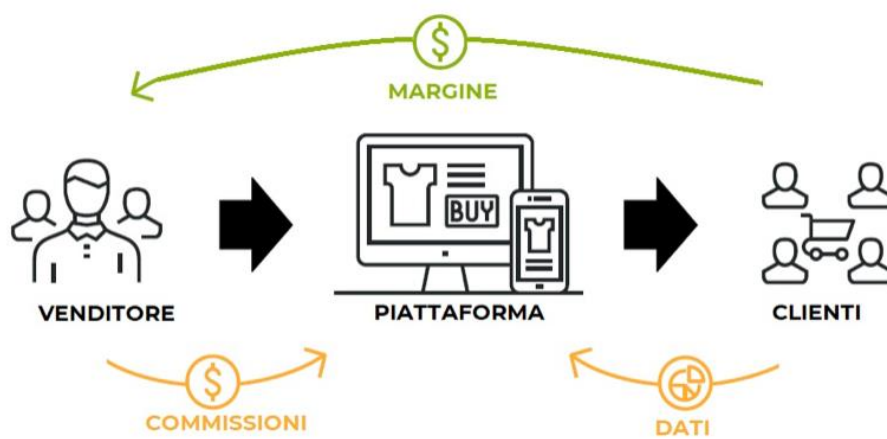 $
MARGINE
BUY
VENDITORE
PIATTAFORMA
CLIENTI
$
COMMISSIONI
DATI